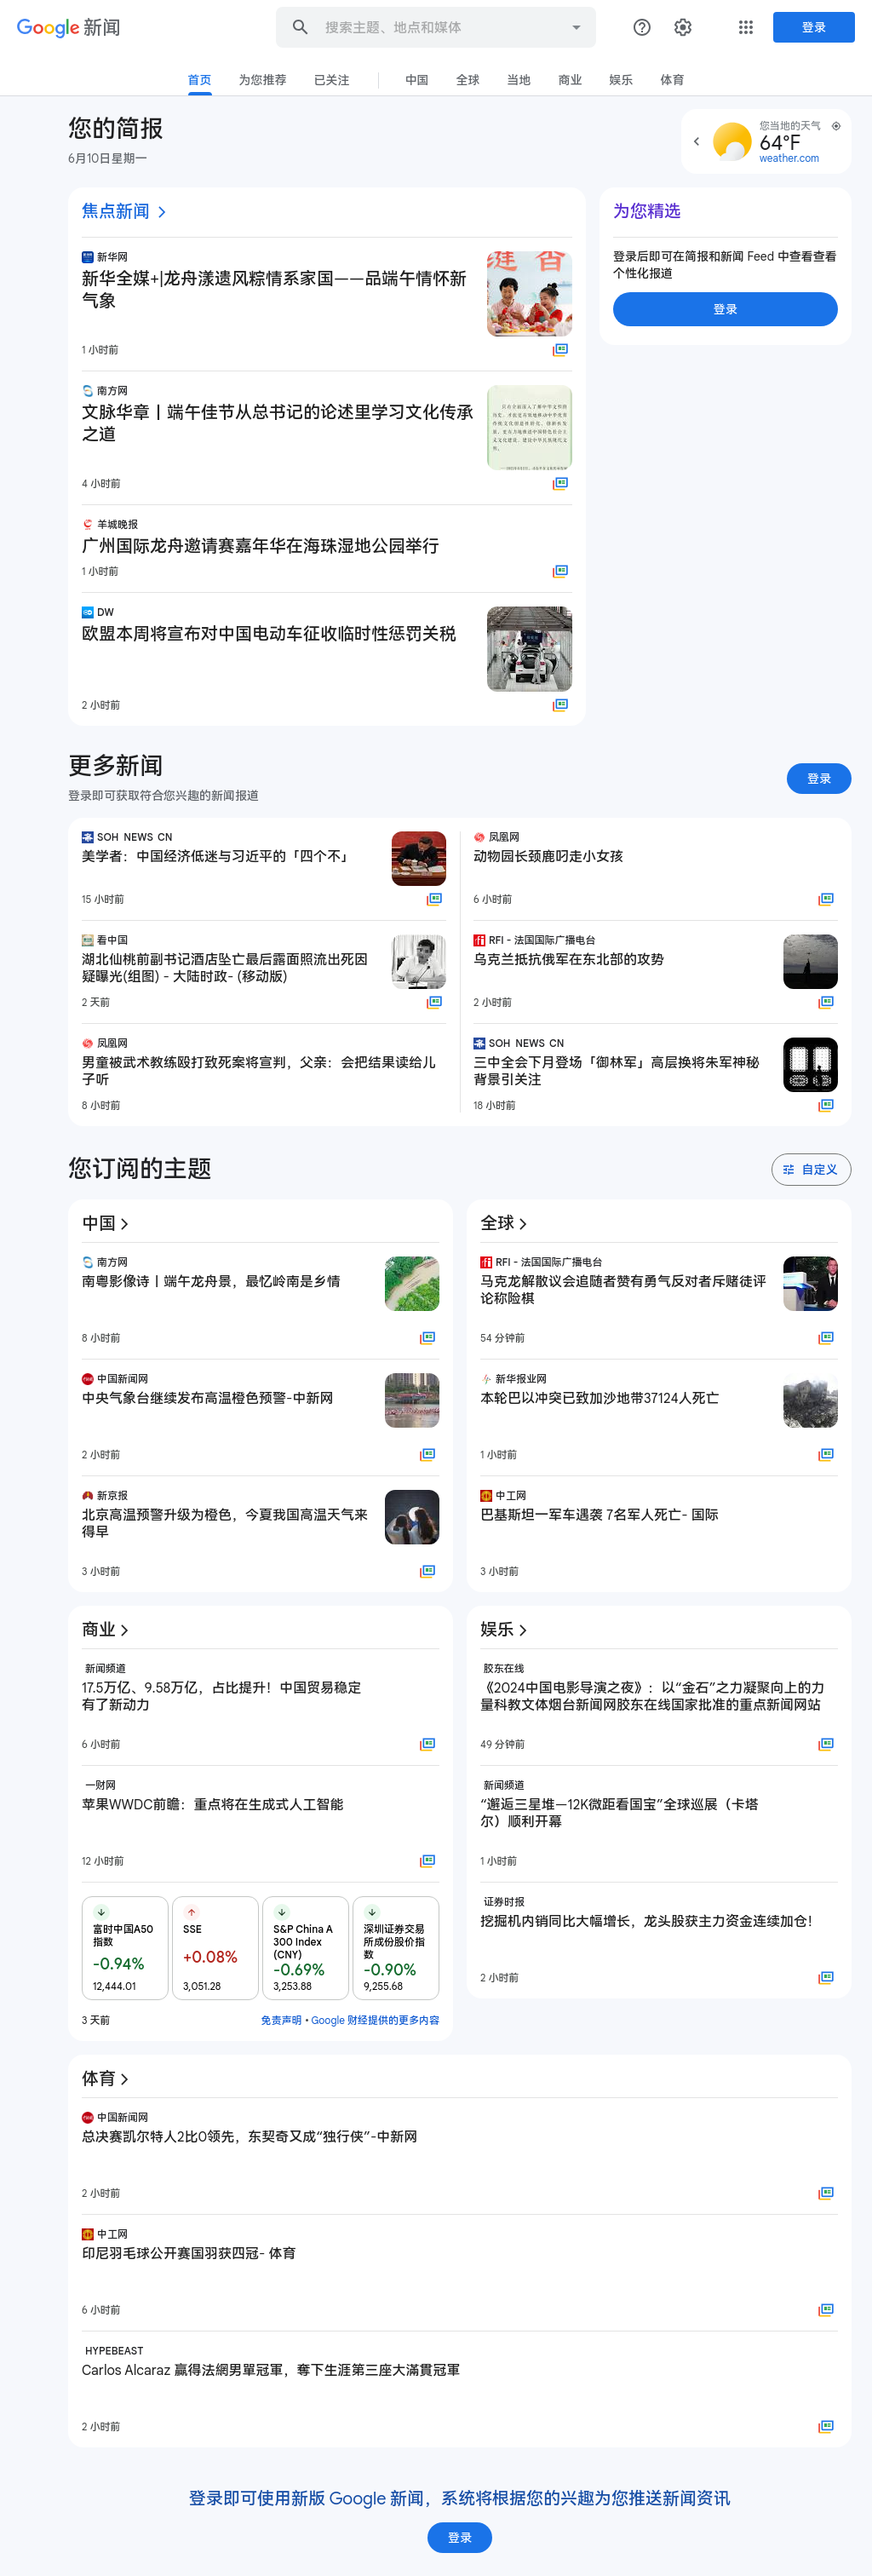 Google 新闻
搜索主题、地点和媒体
登录
首页
为您推荐
已关注
中国
全球
当地
商业
娱乐
体育
您的简报
6月10日星期一
您当地的天气
64°F
weather.com
焦点新闻
新华网
新华全媒+|龙舟漾遗风粽情系家国——品端午情怀新
气象
1 小时前
南方网
文脉华章丨端午佳节从总书记的论述里学习文化传承
之道
4 小时前
羊城晚报
广州国际龙舟邀请赛嘉年华在海珠湿地公园举行
1 小时前
DW
欧盟本周将宣布对中国电动车征收临时性惩罚关税
2 小时前
为您精选
登录后即可在简报和新闻 Feed 中查看查看
个性化报道
登录
更多新闻
登录即可获取符合您兴趣的新闻报道
登录
SOH NEWS CN
美学者：中国经济低迷与习近平的「四个不」
15 小时前
看中国
湖北仙桃前副书记酒店坠亡最后露面照流出死因
疑曝光(组图) - 大陆时政- (移动版)
2 天前
凤凰网
男童被武术教练殴打致死案将宣判，父亲：会把结果读给儿
子听
8 小时前
凤凰网
动物园长颈鹿叼走小女孩
6 小时前
RFI - 法国国际广播电台
乌克兰抵抗俄军在东北部的攻势
2 小时前
SOH NEWS CN
三中全会下月登场「御林军」高层换将朱军神秘
背景引关注
18 小时前
您订阅的主题
自定义
中国
南方网
南粤影像诗丨端午龙舟景，最忆岭南是乡情
8 小时前
中国新闻网
中央气象台继续发布高温橙色预警-中新网
2 小时前
新京报
北京高温预警升级为橙色，今夏我国高温天气来
得早
3 小时前
全球
RFI - 法国国际广播电台
马克龙解散议会追随者赞有勇气反对者斥赌徒评
论称险棋
54 分钟前
新华报业网
本轮巴以冲突已致加沙地带37124人死亡
1 小时前
中工网
巴基斯坦一军车遇袭 7名军人死亡- 国际
3 小时前
商业
新闻频道
17.5万亿、9.58万亿，占比提升！中国贸易稳定
有了新动力
6 小时前
一财网
苹果WWDC前瞻：重点将在生成式人工智能
12 小时前
富时中国A50
指数
-0.94%
12,444.01
SSE
+0.08%
3,051.28
S&P China A
300 Index
(CNY)
-0.69%
3,253.88
深圳证券交易
所成份股价指
数
-0.90%
9,255.68
3 天前
免责声明 • Google 财经提供的更多内容
娱乐
胶东在线
《2024中国电影导演之夜》：以“金石”之力凝聚向上的力
量科教文体烟台新闻网胶东在线国家批准的重点新闻网站
49 分钟前
新闻频道
“邂逅三星堆—12K微距看国宝”全球巡展（卡塔
尔）顺利开幕
1 小时前
证券时报
挖掘机内销同比大幅增长，龙头股获主力资金连续加仓！
2 小时前
体育
中国新闻网
总决赛凯尔特人2比0领先，东契奇又成“独行侠”-中新网
2 小时前
中工网
印尼羽毛球公开赛国羽获四冠- 体育
6 小时前
HYPEBEAST
Carlos Alcaraz 贏得法網男單冠軍，奪下生涯第三座大滿貫冠軍
2 小时前
登录即可使用新版 Google 新闻，系统将根据您的兴趣为您推送新闻资讯
登录